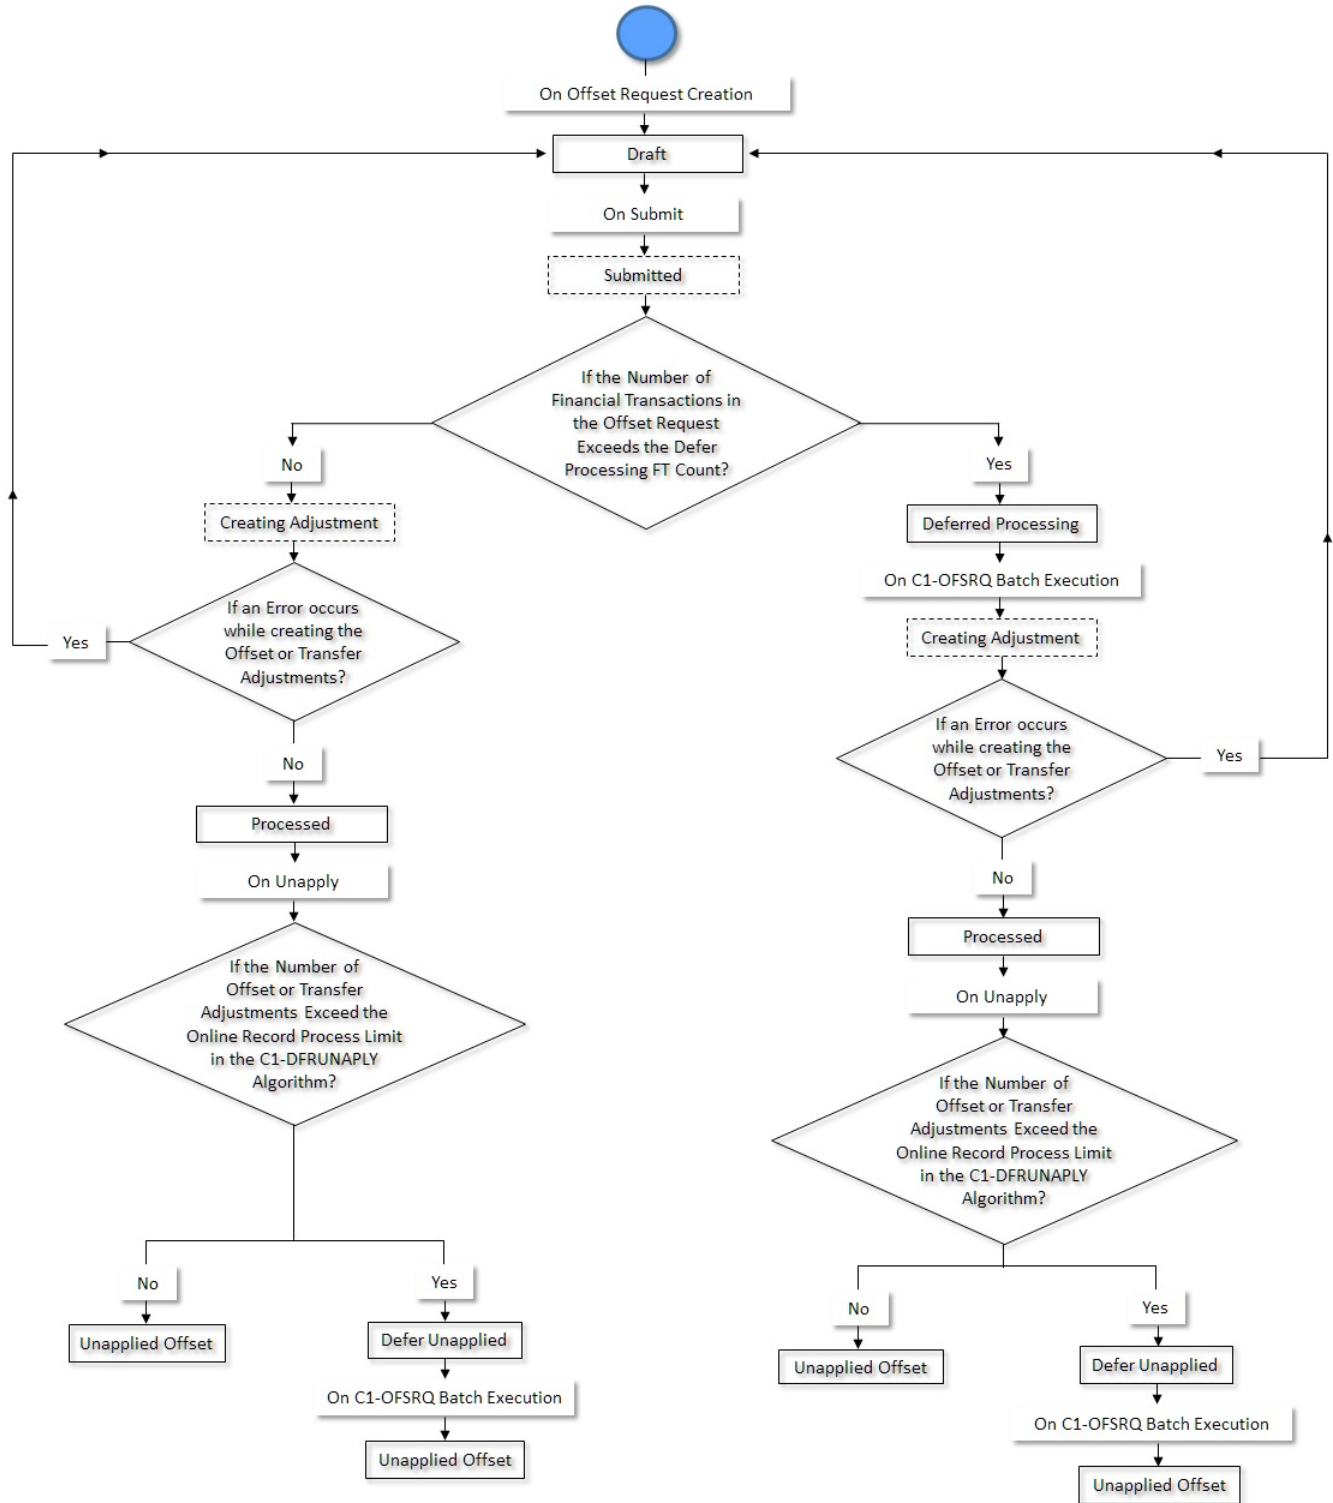 On Offset Request Creation
Draft
On Submit
Submitted
If the Number of
Financial Transactions in
the Offset Request
Exceeds the Defer
Processing FT Count?
No
Creating Adjustment
If an Error occurs
while creating the
Offset or Transfer
Adjustments?
Yes
No
Processed
On Unapply
If the Number of
Offset or Transfer
Adjustments Exceed the
Online Record Process Limit
in the C1-DFRUNAPLY
Algorithm?
No
Unapplied Offset
Yes
Defer Unapplied
On C1-OFSRQ Batch Execution
Unapplied Offset
Yes
Deferred Processing
On C1-OFSRQ Batch Execution
Creating Adjustment
If an Error occurs
while creating the
Offset or Transfer
Adjustments?
Yes
No
Processed
On Unapply
If the Number of
Offset or Transfer
Adjustments Exceed the
Online Record Process Limit
in the C1-DFRUNAPLY
Algorithm?
No
Unapplied Offset
Yes
Defer Unapplied
On C1-OFSRQ Batch Execution
Unapplied Offset